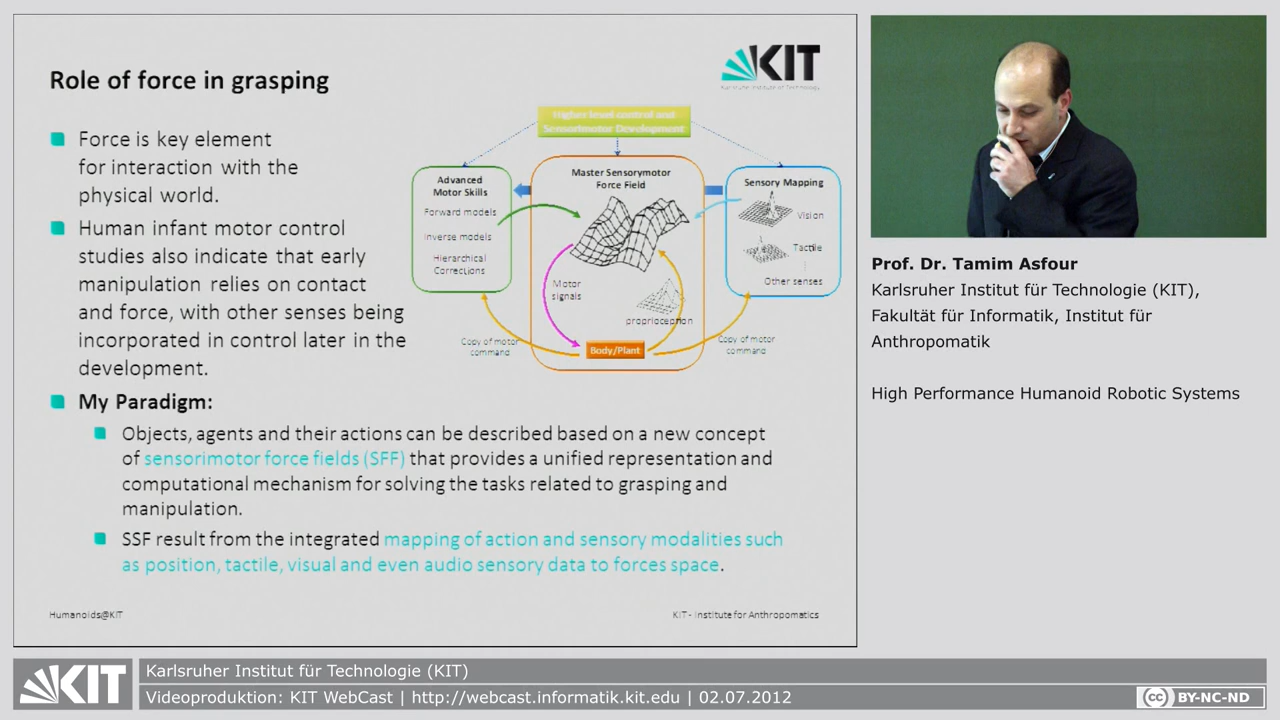 Role of force in grasping
KIT
Karlsruhe Institute of Technology
Force is key element
for interaction with the
physical world.
Human infant motor control
studies also indicate that early
manipulation relies on contact
and force, with other senses being
incorporated in control later in the
development.
Higher level control and
Sensorimotor Development
Advanced
Motor Skills
Forward models
Inverse models
Hierarchical
Corrections
Master Sensorymotor
Force Field
Motor
signals
proprioception
Body/Plant
Sensory Mapping
Vision
Tactile
Other senses
Copy of motor
command
Copy of motor
command
My Paradigm:
Objects, agents and their actions can be described based on a new concept
of sensorimotor force fields (SFF) that provides a unified representation and
computational mechanism for solving the tasks related to grasping and
manipulation.
SSF result from the integrated mapping of action and sensory modalities such
as position, tactile, visual and even audio sensory data to forces space.
Humanoids@KIT
KIT - Institute for Anthropomatics
Prof. Dr. Tamim Asfour
Karlsruher Institut für Technologie (KIT),
Fakultät für Informatik, Institut für
Anthropomatik
High Performance Humanoid Robotic Systems
KIT
Karlsruher Institut für Technologie (KIT)
Videoproduktion: KIT WebCast | http://webcast.informatik.kit.edu | 02.07.2012
cc BY-NC-ND